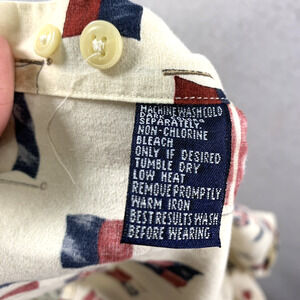 MACHINE WASH COLD
DARK
SEPARATELY.
NON-CHLORINE
BLEACH
ONLY IF DESIRED
TUMBLE DRY
LOW HEAT
REMOVE PROMPTLY
WARM IRON
BEST RESULTS WASH
BEFORE WEARING